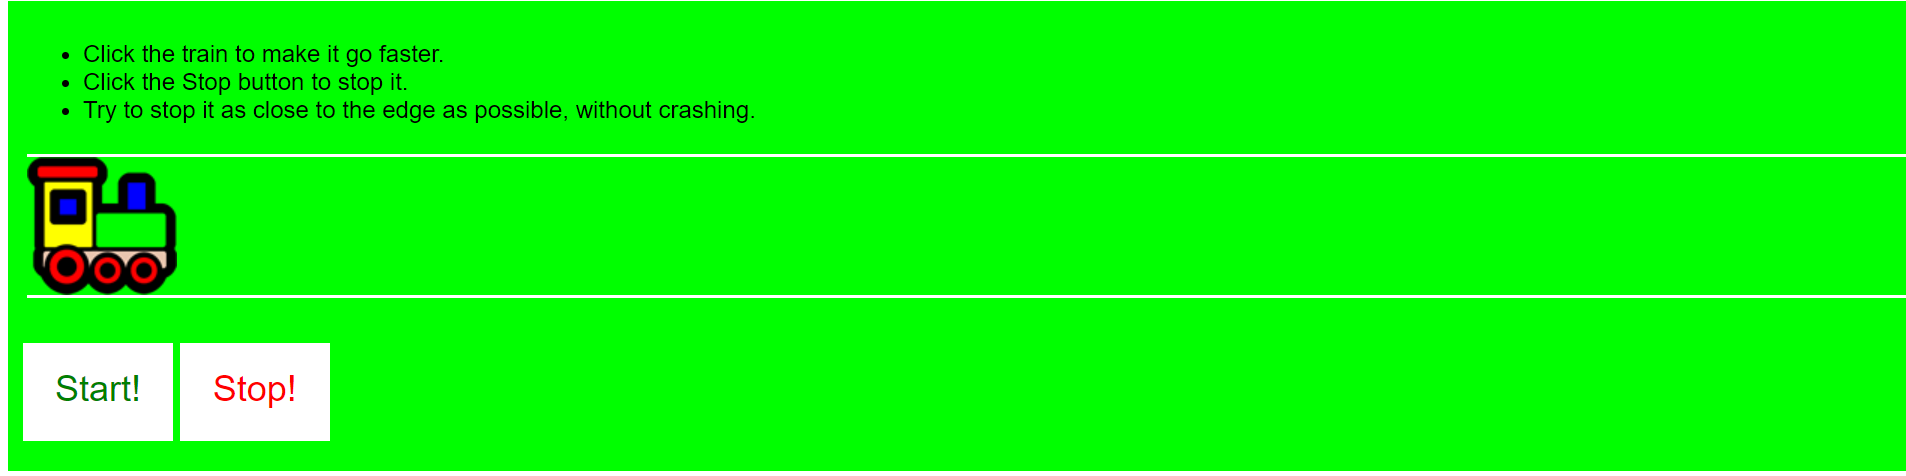 • Click the train to make it go faster.
• Click the Stop button to stop it.
• Try to stop it as close to the edge as possible, without crashing.
Start! Stop!